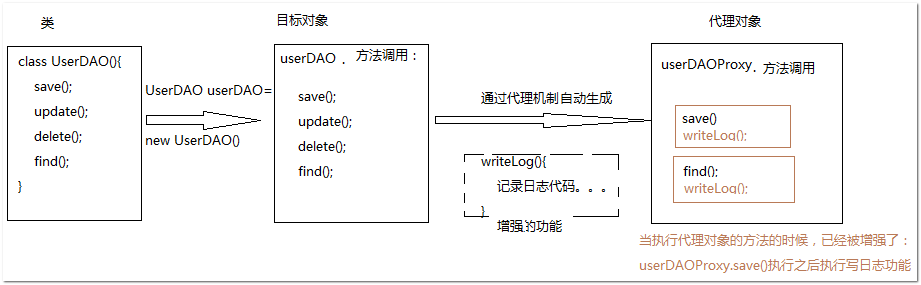 类
class UserDAO(){
save();
update();
delete();
find();
}
UserDAO userDAO=
new UserDAO()
目标对象
userDAO . 方法调用：
save();
update();
delete();
find();
通过代理机制自动生成
writeLog(){
记录日志代码。。。
}
增强的功能
代理对象
userDAOProxy. 方法调用
save()
writeLog();
find();
writeLog();
当执行代理对象的方法的时候，已经被增强了：
userDAOProxy.save()执行之后执行写日志功能